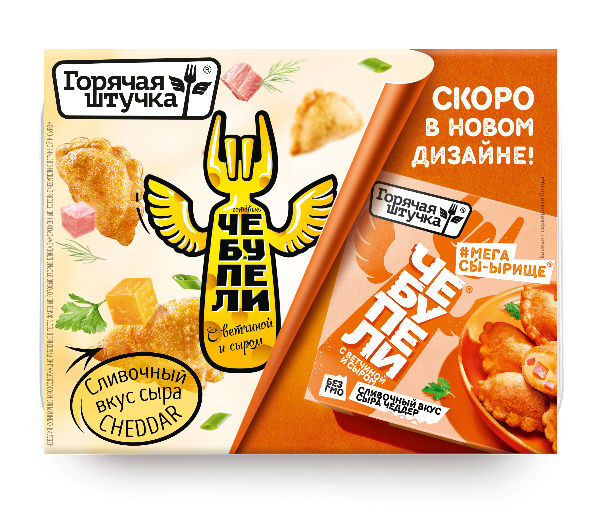 Горячая
штучка
®
готовые
ЧЕ
БУ
ПЕ
ЛИ
С ветчиной
и сыром
Сливочный
вкус сыра
CHEDDAR
СКОРО
В НОВОМ
ДИЗАЙНЕ!
Горячая
штучка
®
#МЕГА
СЫ-ЫРИЩЕ®
ЧЕ
БУ
ПЕ
ЛИ
®
С ВЕТЧИНОЙ
И СЫРОМ
БЕЗ
ГМО
СЛИВОЧНЫЙ ВКУС
СЫРА ЧЕДДЕР